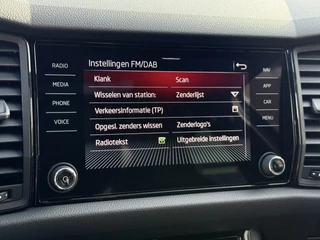 Instellingen FM/DAB
RADIO
MEDIA
PHONE
VOICE
NAV
APP
CAR
MENU
Klank
Scan
Wisselen van station:
Zenderlijst
Verkeersinformatie (TP)
Opgesl. zenders wissen
Zenderlogo's
Radiotekst
Uitgebreide instellingen